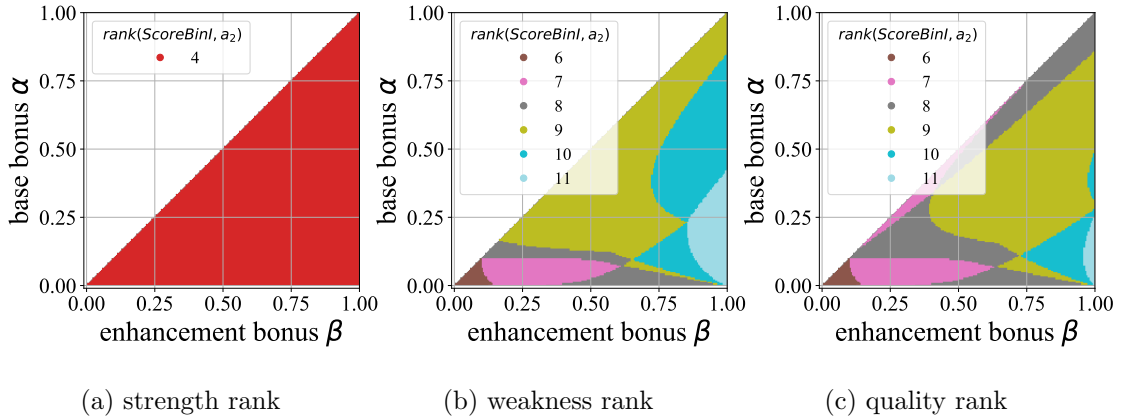 rank(ScoreBinI, a₂)
4
1.00
0.75
0.50
0.25
0.00
base bonus α
0.00 0.25 0.50 0.75 1.00
enhancement bonus β
(a) strength rank
rank(ScoreBinI, a₂)
6
7
8
9
10
11
1.00
0.75
0.50
0.25
0.00
base bonus α
0.00 0.25 0.50 0.75 1.00
enhancement bonus β
(b) weakness rank
rank(ScoreBinI, a₂)
6
7
8
9
10
11
1.00
0.75
0.50
0.25
0.00
base bonus α
0.00 0.25 0.50 0.75 1.00
enhancement bonus β
(c) quality rank